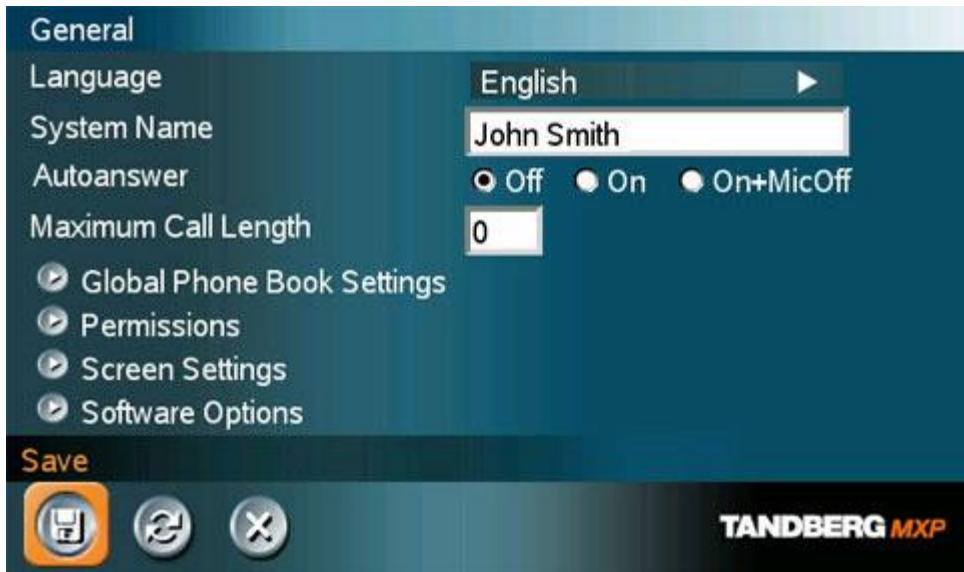 General
Language English
System Name John Smith
Autoanswer Off On On+MicOff
Maximum Call Length 0
Global Phone Book Settings
Permissions
Screen Settings
Software Options
Save
TANDBERG MXP